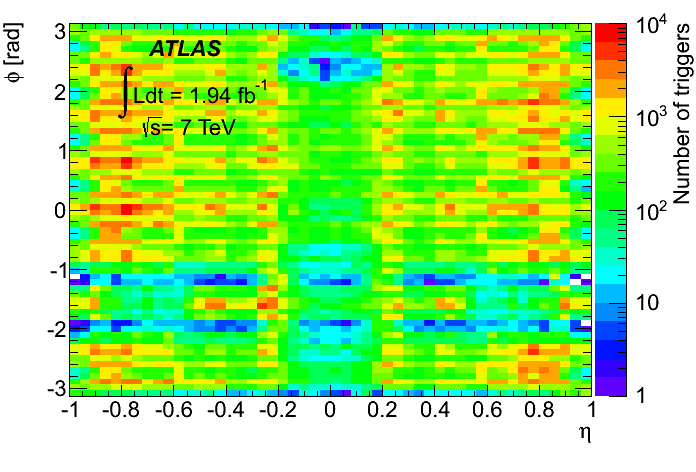 ATLAS
∫Ldt = 1.94 fb⁻¹
√s= 7 TeV
φ [rad]
3
2
1
0
-1
-2
-3
-1 -0.8 -0.6 -0.4 -0.2 0 0.2 0.4 0.6 0.8 1
η
10⁴
10³
10²
10
1
Number of triggers